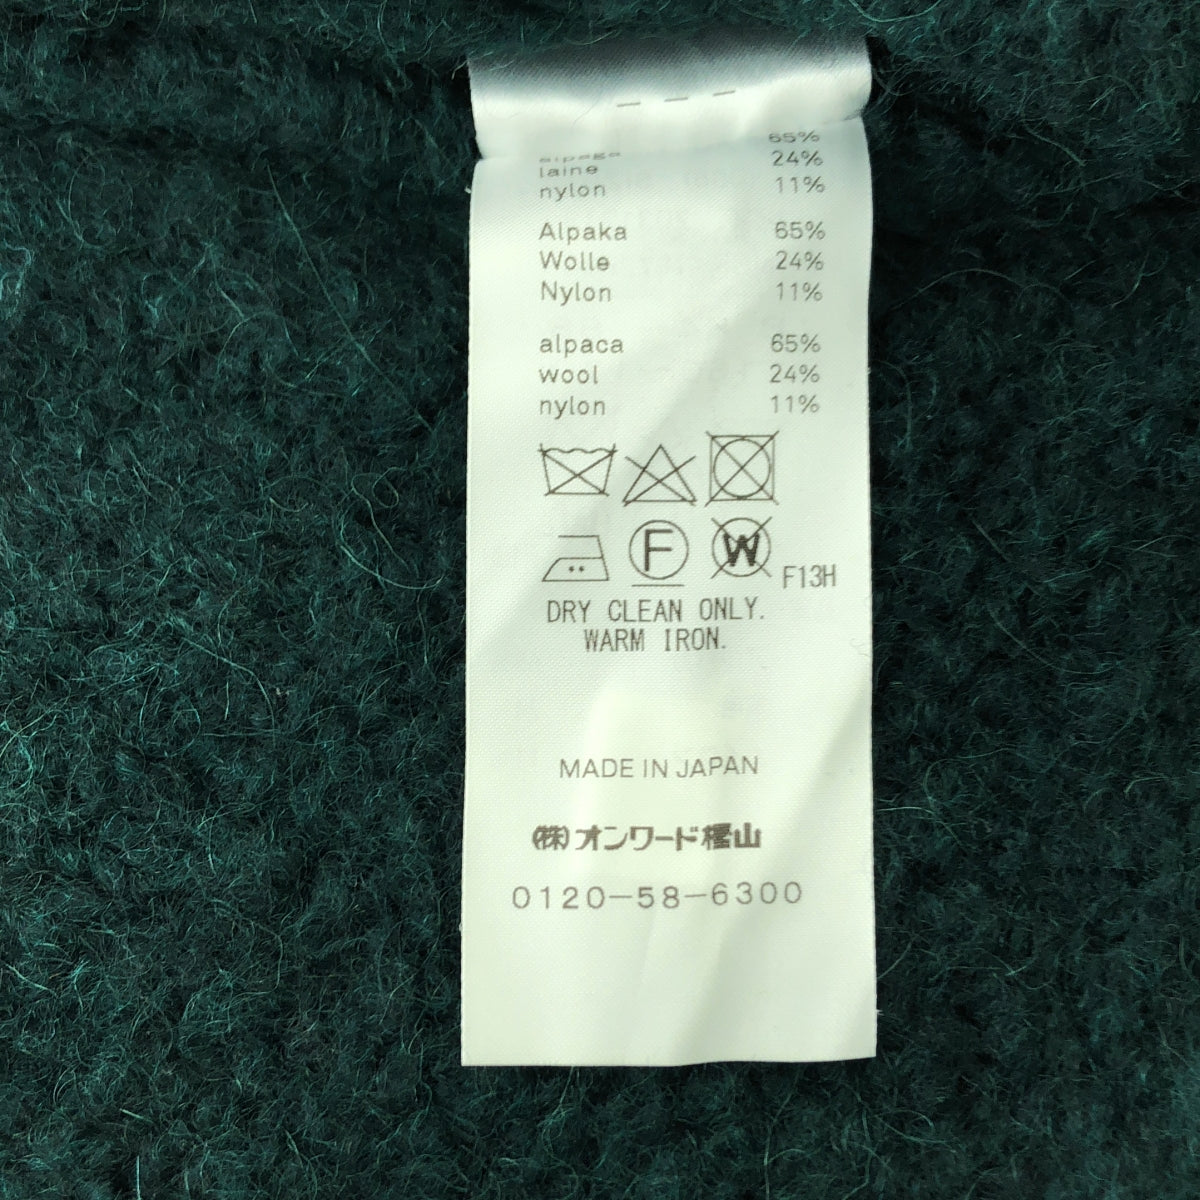 65%
alpaga 24%
laine
nylon 11%
Alpaka 65%
Wolle 24%
Nylon 11%
alpaca 65%
wool 24%
nylon 11%
F W F13H
DRY CLEAN ONLY.
WARM IRON.
MADE IN JAPAN
(株)オンワード樫山
0120-58-6300